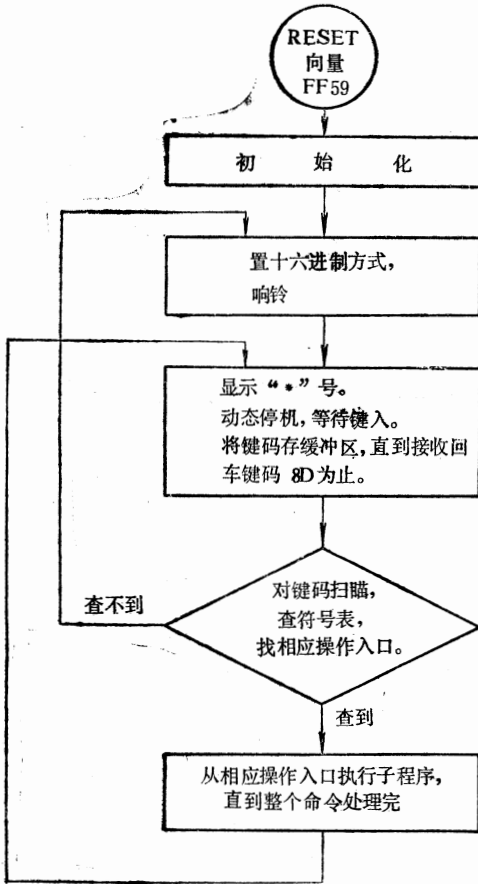 RESET
向量
FF59
初 始 化
置十六进制方式，
响铃
显示“*”号。
动态停机，等待键入。
将键码存缓冲区，直到接收回
车键码 8D为止。
对键码扫瞄，
查符号表，
找相应操作入口。
查不到
查到
从相应操作入口执行子程序，
直到整个命令处理完